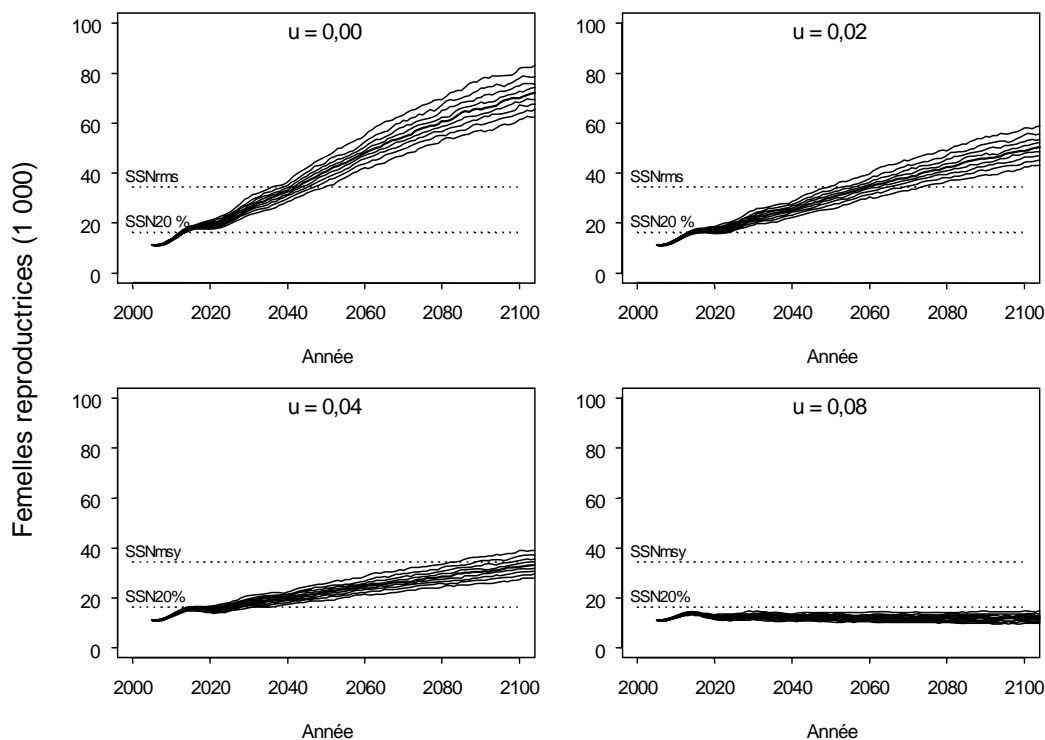 Femelles reproductrices (1 000)
u = 0,00
100
80
60
40
20
0
SSNrms
SSN20 %
2000 2020 2040 2060 2080 2100
Année
u = 0,02
100
80
60
40
20
0
SSNrms
SSN20 %
2000 2020 2040 2060 2080 2100
Année
u = 0,04
100
80
60
40
20
0
SSNmsy
SSN20%
2000 2020 2040 2060 2080 2100
Année
u = 0,08
100
80
60
40
20
0
SSNmsy
SSN20%
2000 2020 2040 2060 2080 2100
Année